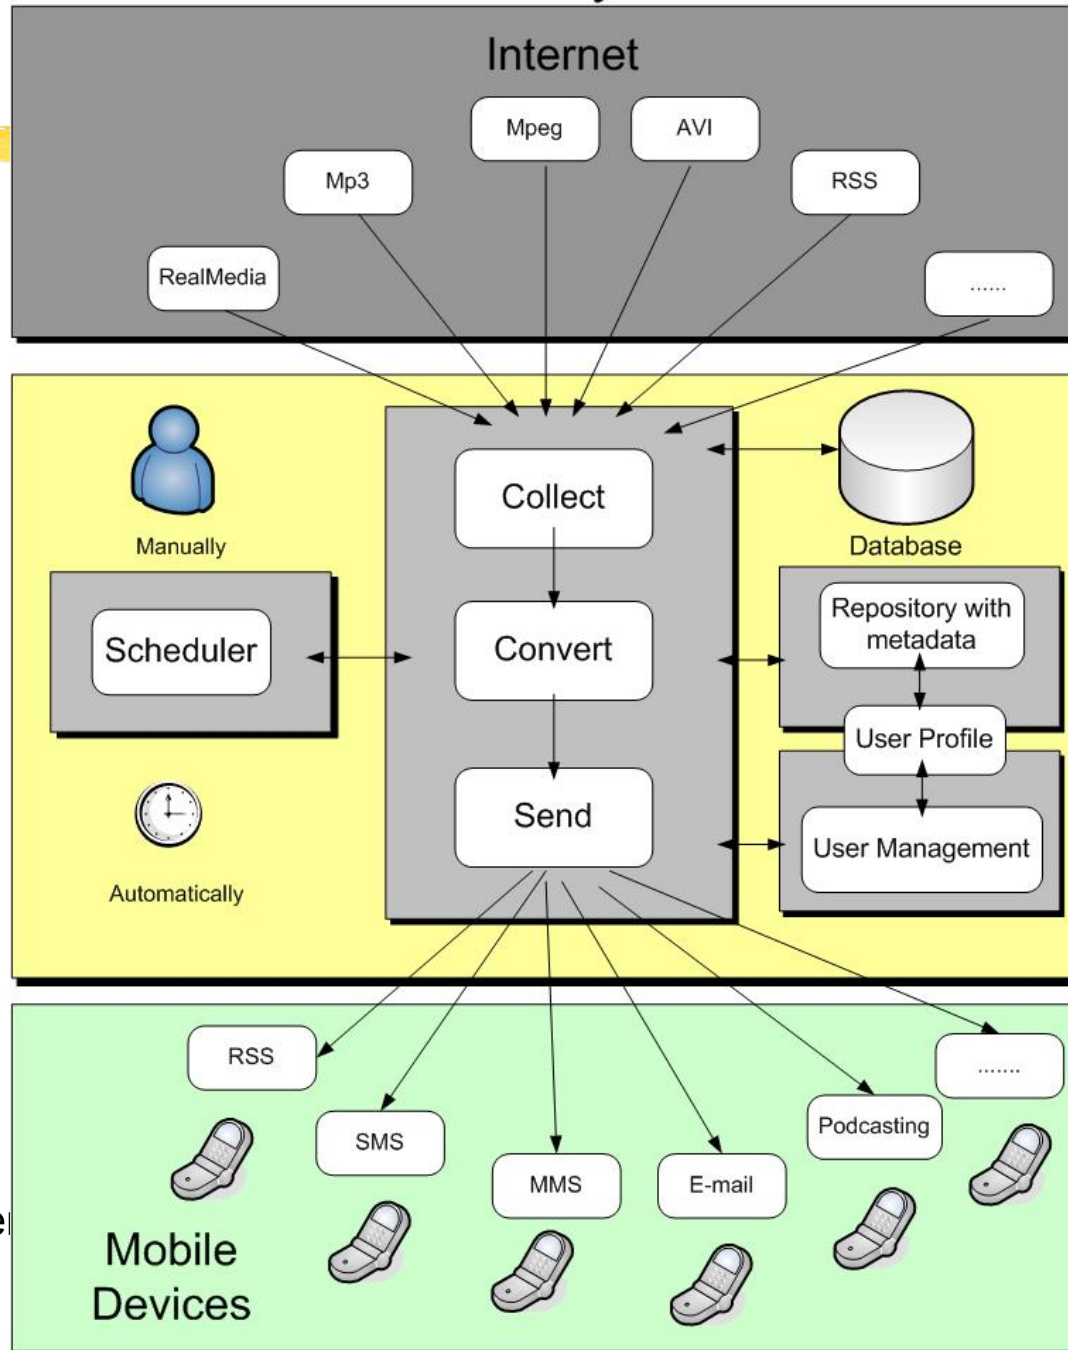 Internet
Mpeg
AVI
Mp3
RSS
RealMedia
......
Manually
Collect
Database
Scheduler
Convert
Repository with
metadata
User Profile
Send
User Management
Automatically
RSS
.......
SMS
Podcasting
MMS
E-mail
Mobile
Devices